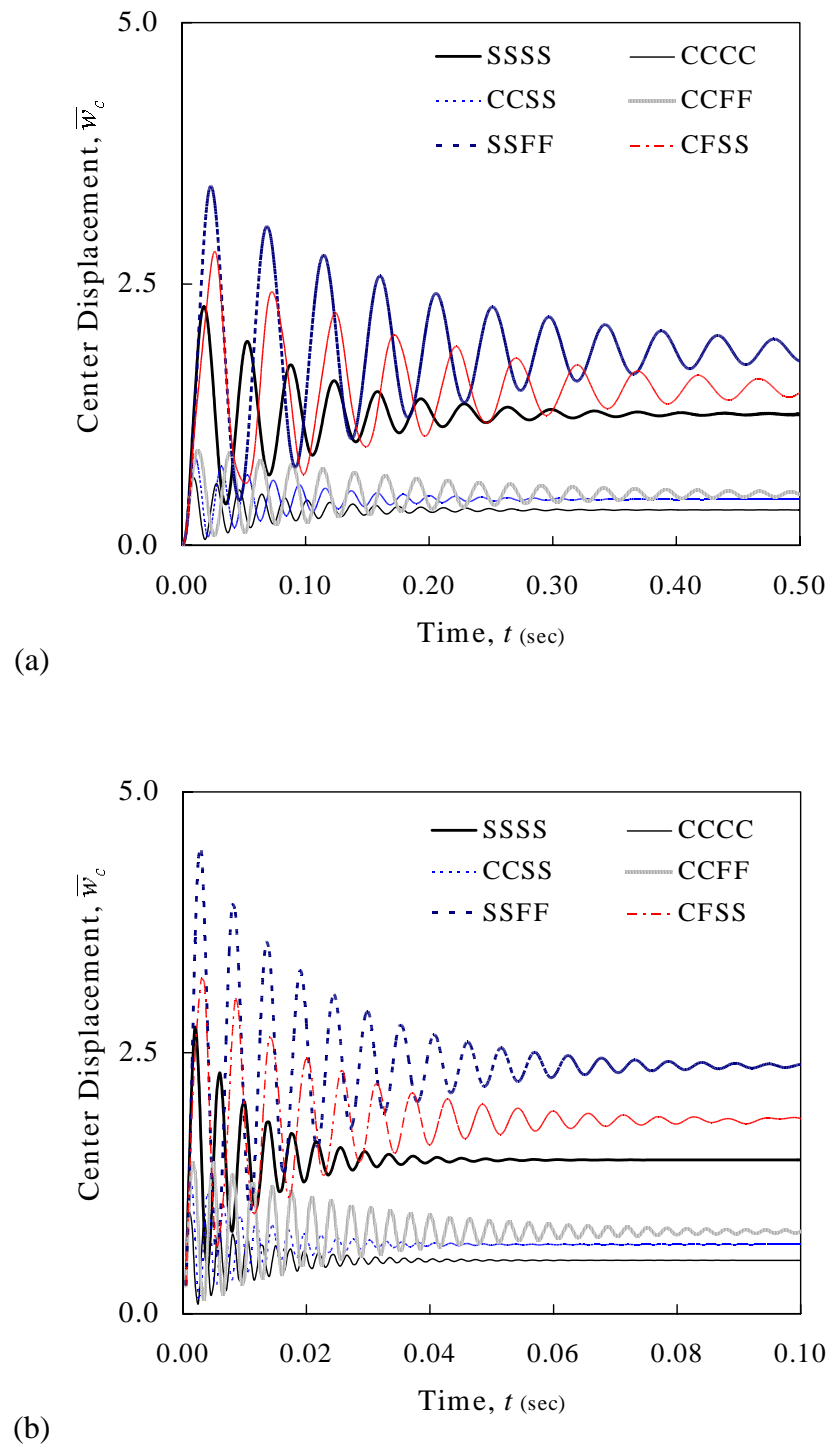 5.0
SSSS CCCC
CCSS CCFF
SSFF CFSS
Center Displacement, w̅c
2.5
0.0
0.00 0.10 0.20 0.30 0.40 0.50
Time, t (sec)
(a)
5.0
SSSS CCCC
CCSS CCFF
SSFF CFSS
Center Displacement, w̅c
2.5
0.0
0.00 0.02 0.04 0.06 0.08 0.10
Time, t (sec)
(b)